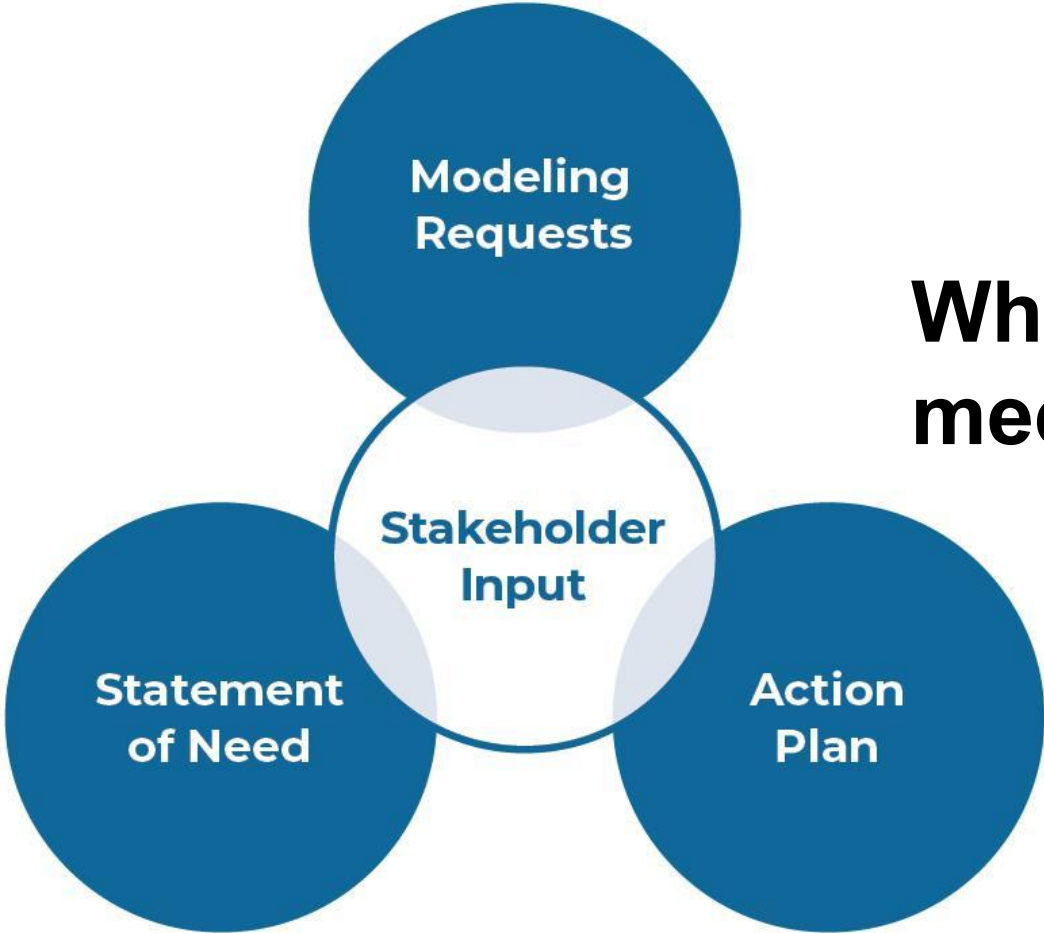 Modeling
Requests
Stakeholder
Input
Statement
of Need
Action
Plan